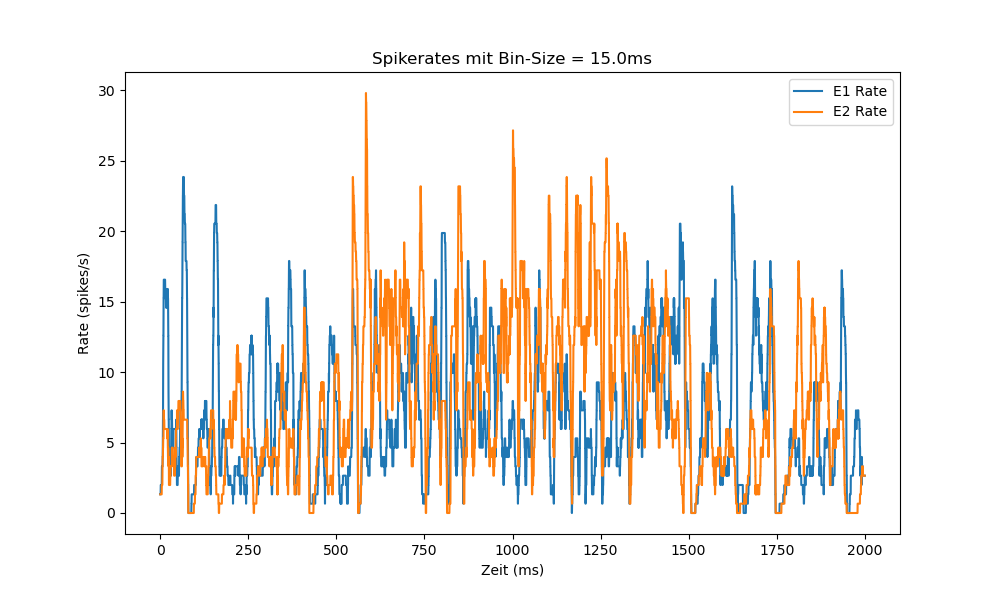 Spikerates mit Bin-Size = 15.0ms
E1 Rate
E2 Rate
Rate (spikes/s)
30
25
20
15
10
5
0
0 250 500 750 1000 1250 1500 1750 2000
Zeit (ms)